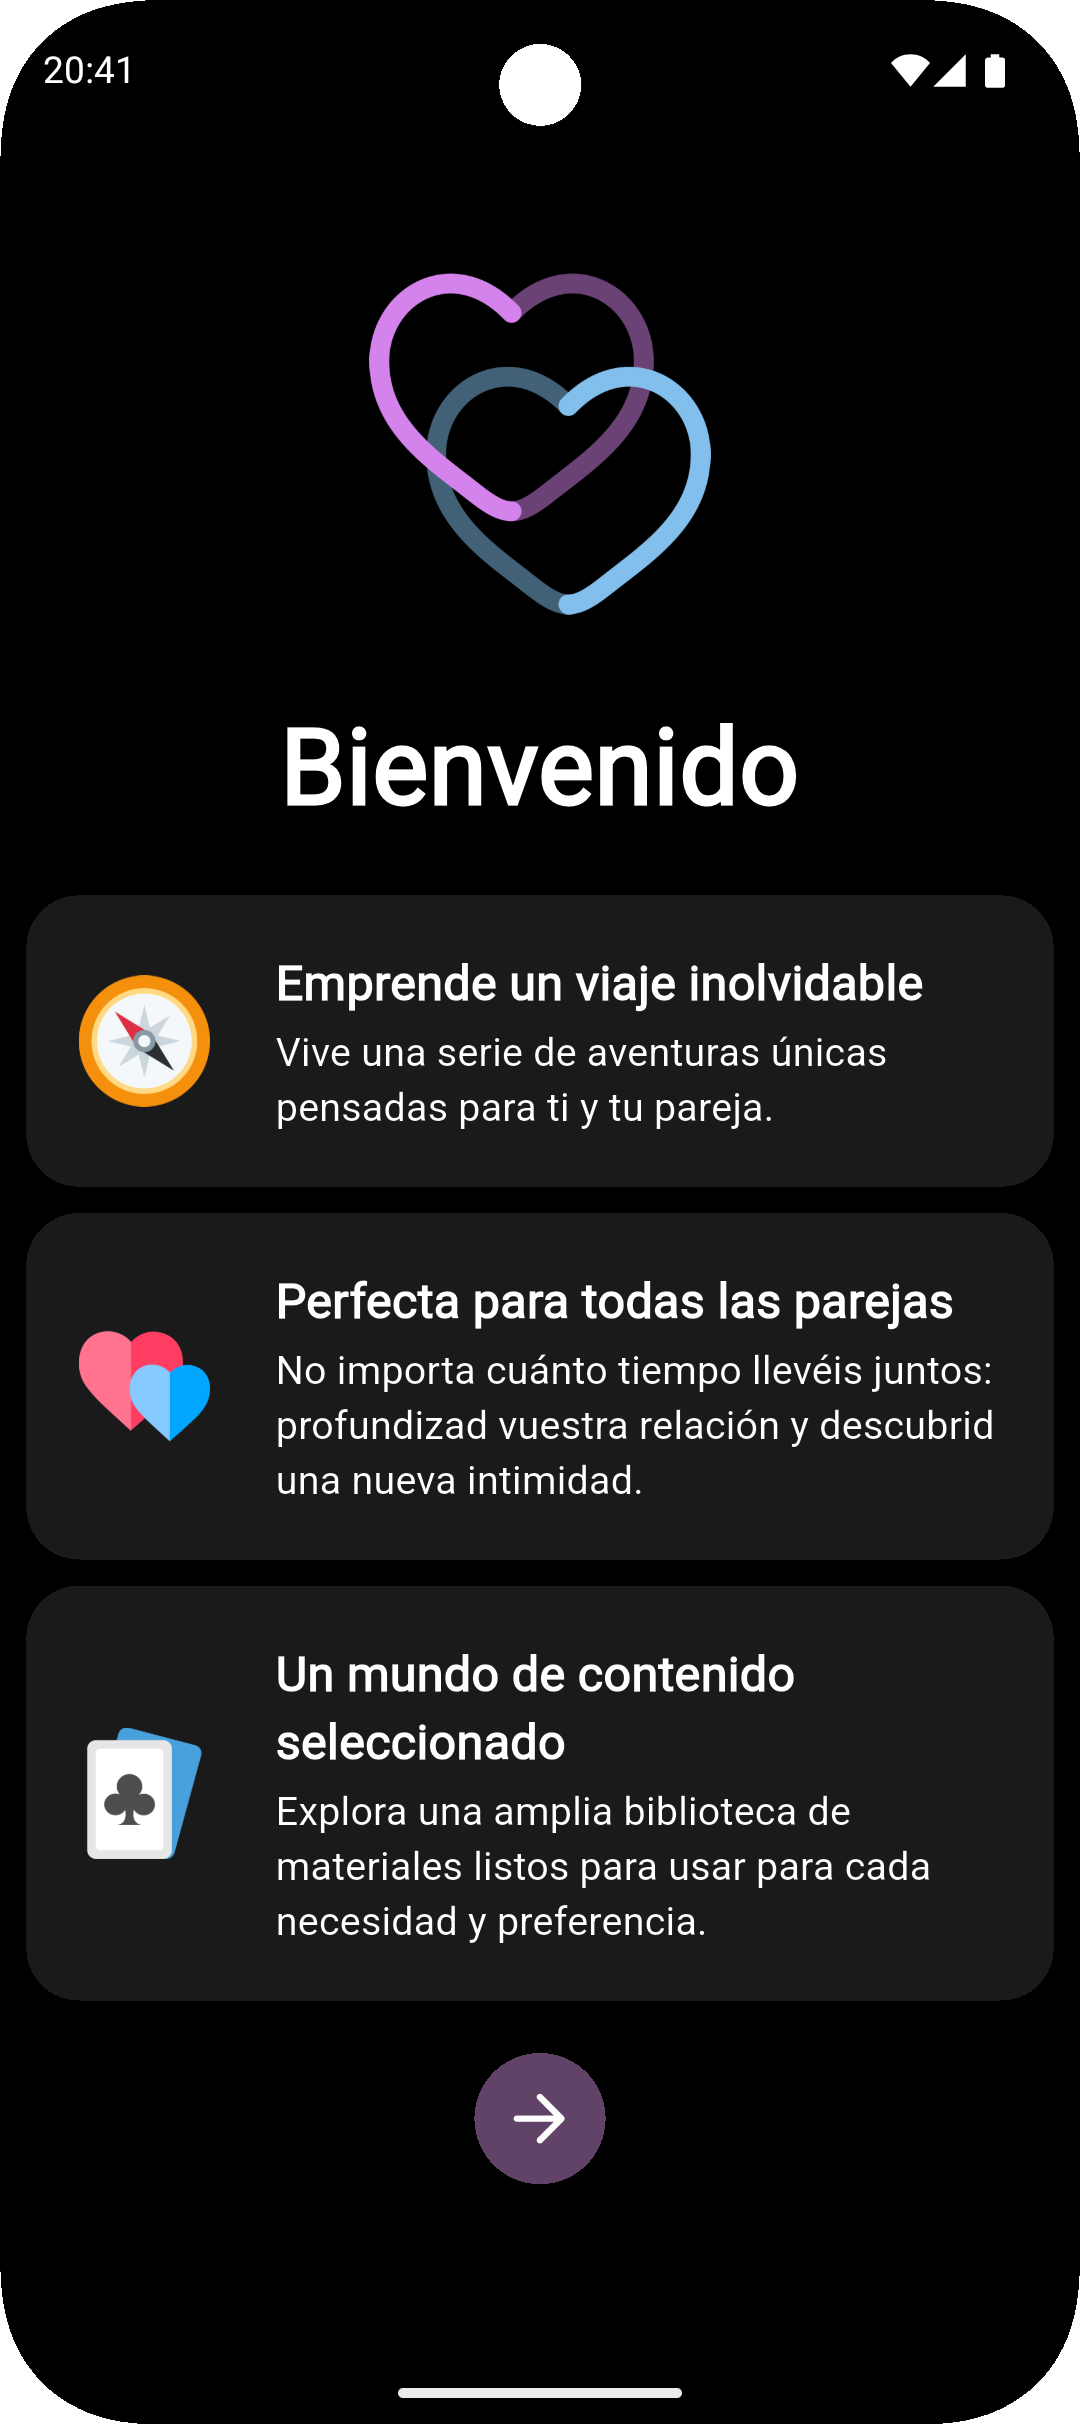 20:41
Bienvenido
Emprende un viaje inolvidable
Vive una serie de aventuras únicas
pensadas para ti y tu pareja.
Perfecta para todas las parejas
No importa cuánto tiempo llevéis juntos:
profundizad vuestra relación y descubrid
una nueva intimidad.
Un mundo de contenido
seleccionado
Explora una amplia biblioteca de
materiales listos para usar para cada
necesidad y preferencia.